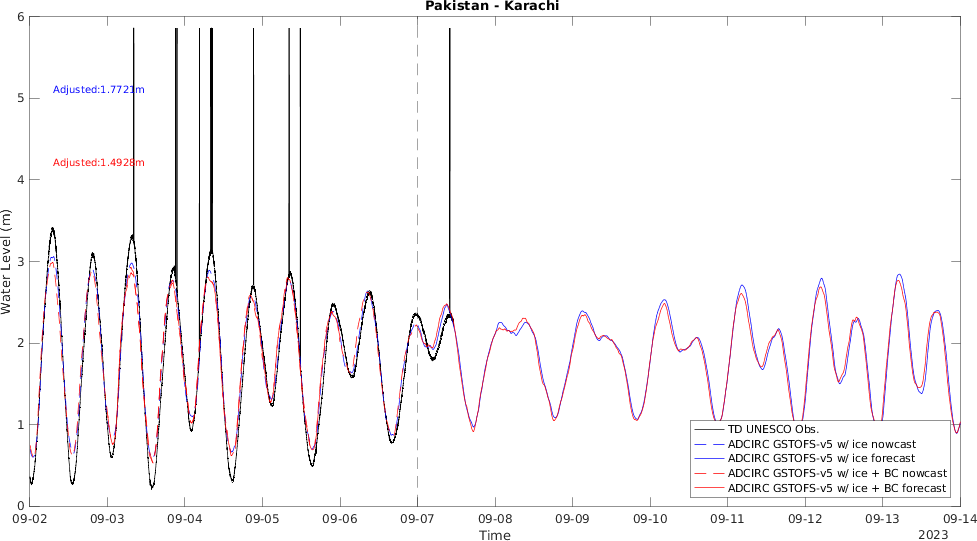 Pakistan - Karachi
6
5
4
3
2
1
0
Water Level (m)
Adjusted:1.7721m
Adjusted:1.4928m
TD UNESCO Obs.
ADCIRC GSTOFS-v5 w/ ice nowcast
ADCIRC GSTOFS-v5 w/ ice forecast
ADCIRC GSTOFS-v5 w/ ice + BC nowcast
ADCIRC GSTOFS-v5 w/ ice + BC forecast
09-02 09-03 09-04 09-05 09-06 09-07 09-08 09-09 09-10 09-11 09-12 09-13 09-14
Time
2023